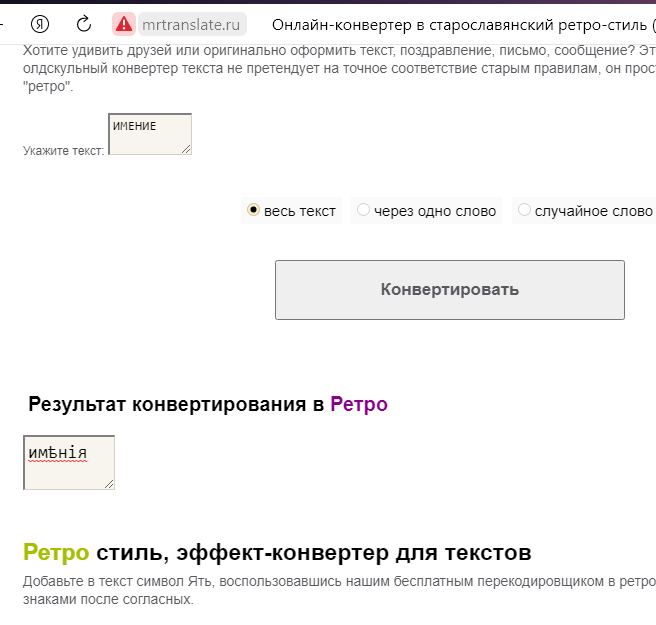 mrtranslate.ru Онлайн-конвертер в старославянский ретро-стиль (
Хотите удивить друзей или оригинально оформить текст, поздравление, письмо, сообщение? Эт
олдскульный конвертер текста не претендует на точное соответствие старым правилам, он прос
"ретро".
Укажите текст: ИМЕНИЕ
весь текст через одно слово случайное слово
Конвертировать
Результат конвертирования в Ретро
имѣнія
Ретро стиль, эффект-конвертер для текстов
Добавьте в текст символ Ять, воспользовавшись нашим бесплатным перекодировщиком в ретро
знаками после согласных.